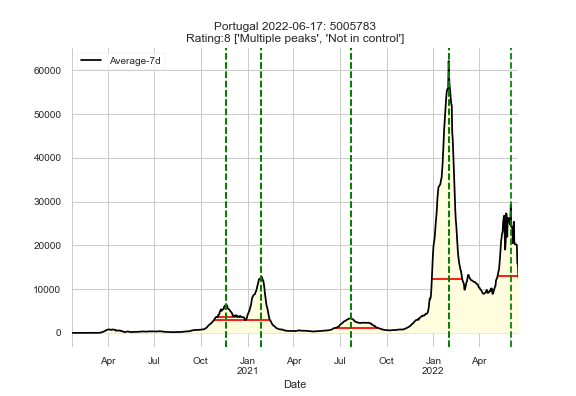 Portugal 2022-06-17: 5005783
Rating:8 ['Multiple peaks', 'Not in control']
Average-7d
60000
50000
40000
30000
20000
10000
0
Apr Jul Oct Jan Apr Jul Oct Jan Apr
2021 2022
Date